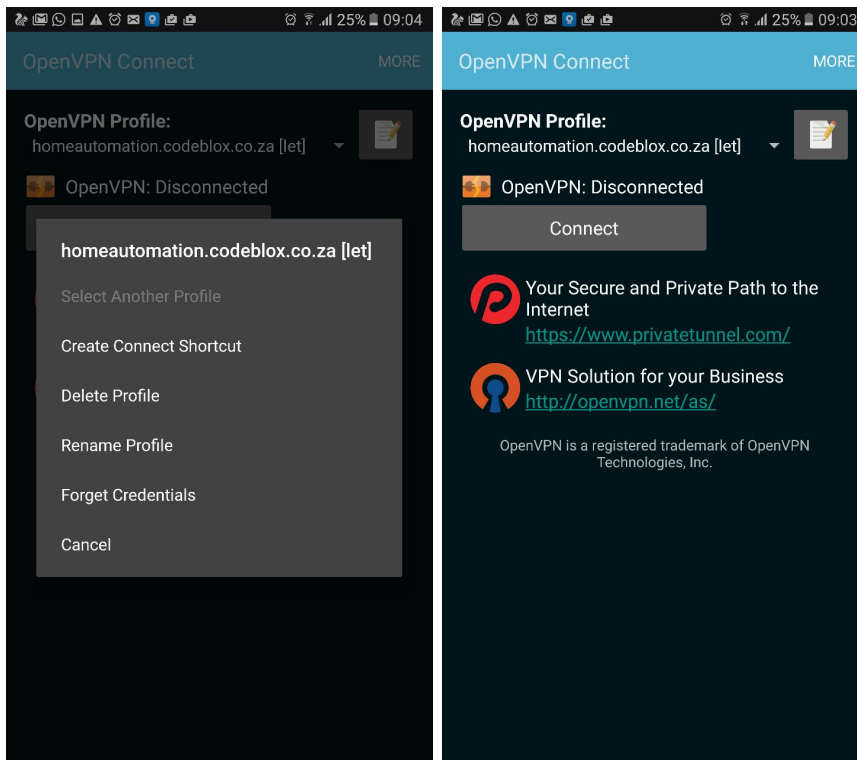 25% 09:04
OpenVPN Connect MORE
OpenVPN Profile:
homeautomation.codeblox.co.za [let]
OpenVPN: Disconnected
homeautomation.codeblox.co.za [let]
Select Another Profile
Create Connect Shortcut
Delete Profile
Rename Profile
Forget Credentials
Cancel
25% 09:03
OpenVPN Connect MORE
OpenVPN Profile:
homeautomation.codeblox.co.za [let]
OpenVPN: Disconnected
Connect
Your Secure and Private Path to the
Internet
https://www.privatetunnel.com/
VPN Solution for your Business
http://openvpn.net/as/
OpenVPN is a registered trademark of OpenVPN
Technologies, Inc.